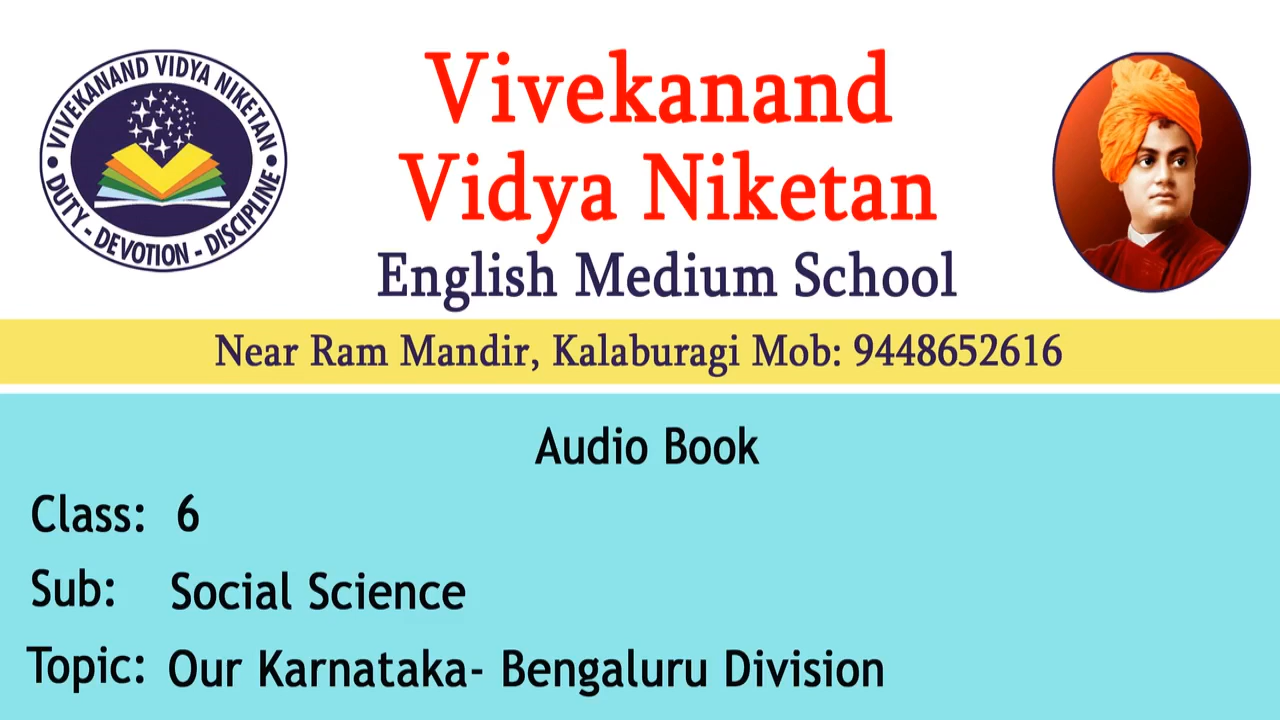 VIVEKANAND VIDYA NIKETAN
DUTY - DEVOTION - DISCIPLINE
Vivekanand
Vidya Niketan
English Medium School
Near Ram Mandir, Kalaburagi Mob: 9448652616
Audio Book
Class: 6
Sub: Social Science
Topic: Our Karnataka- Bengaluru Division